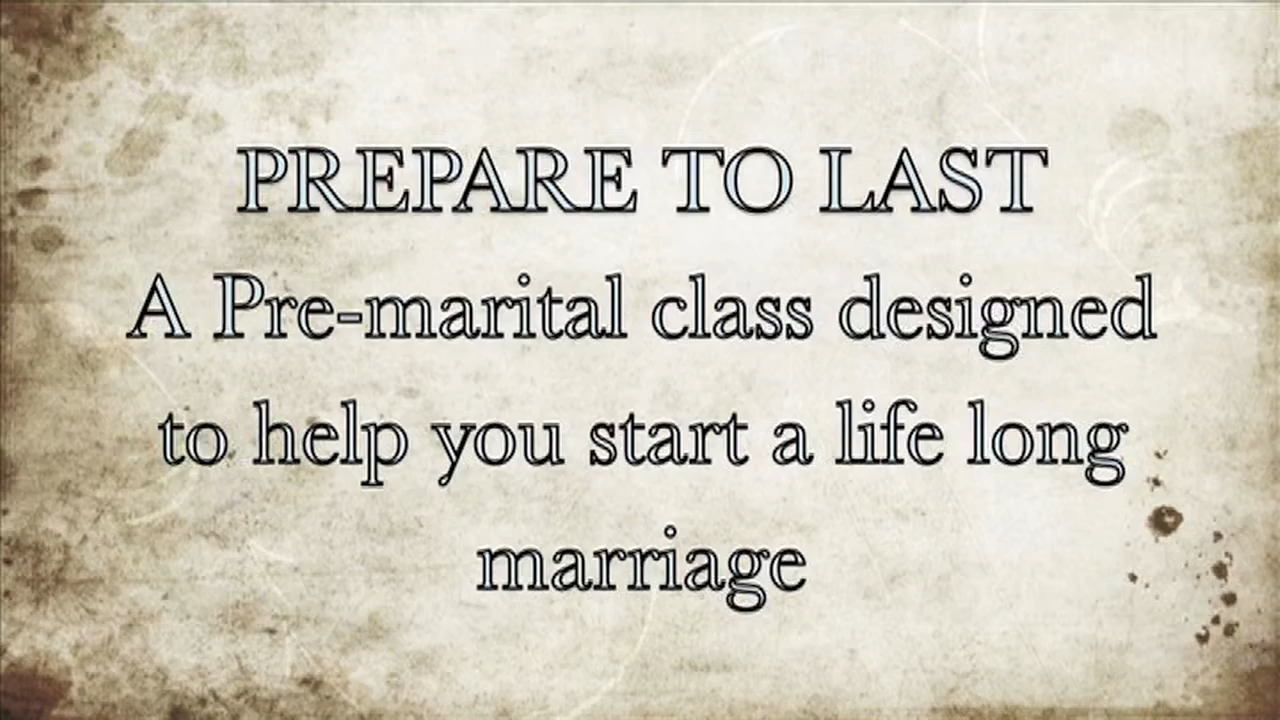 PREPARE TO LAST
A Pre-marital class designed
to help you start a life long
marriage